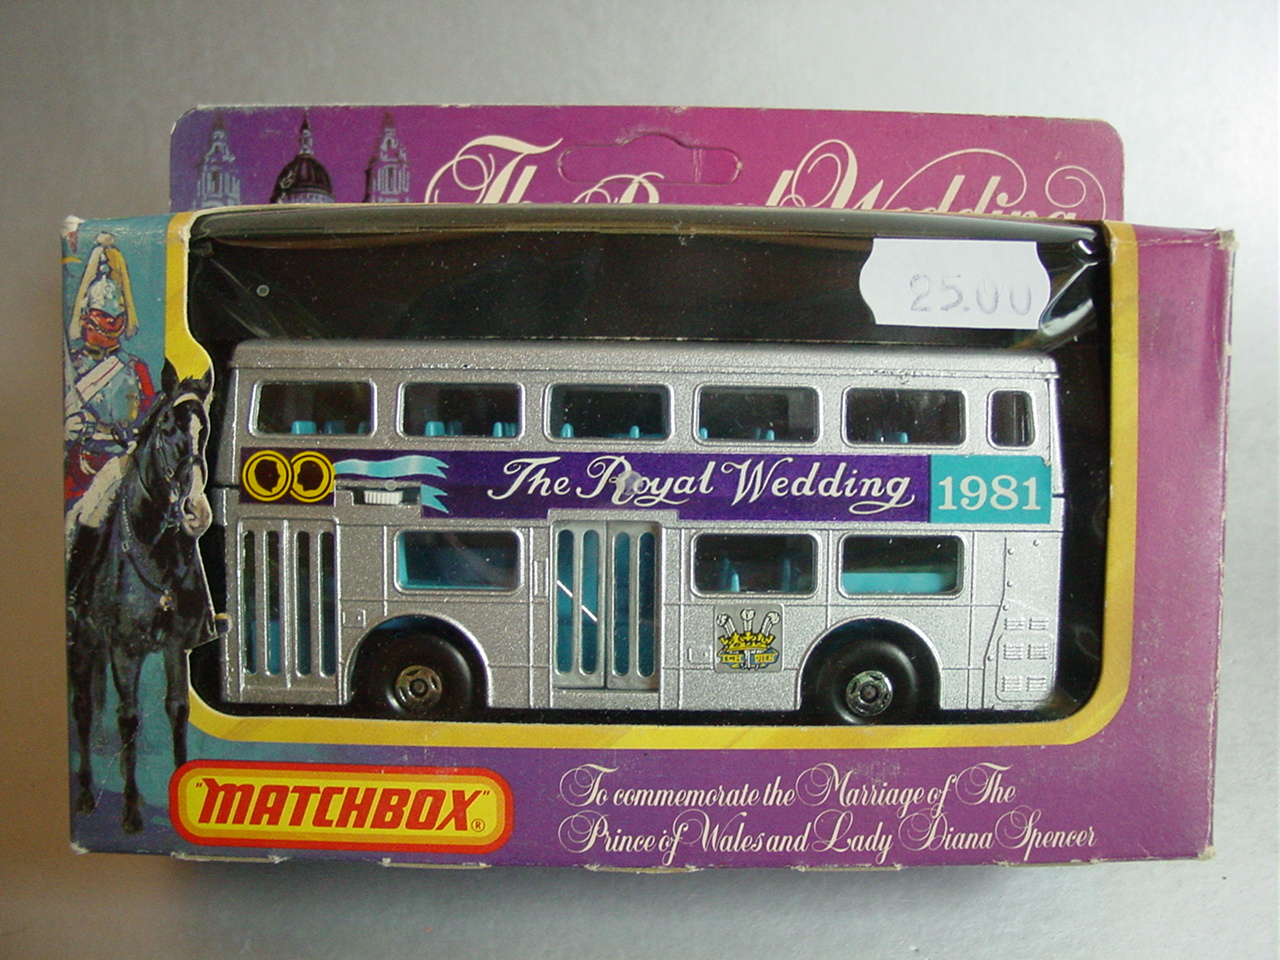 The Royal Wedding
25.00
The Royal Wedding 1981
"MATCHBOX"®
To commemorate the Marriage of The
Prince of Wales and Lady Diana Spencer